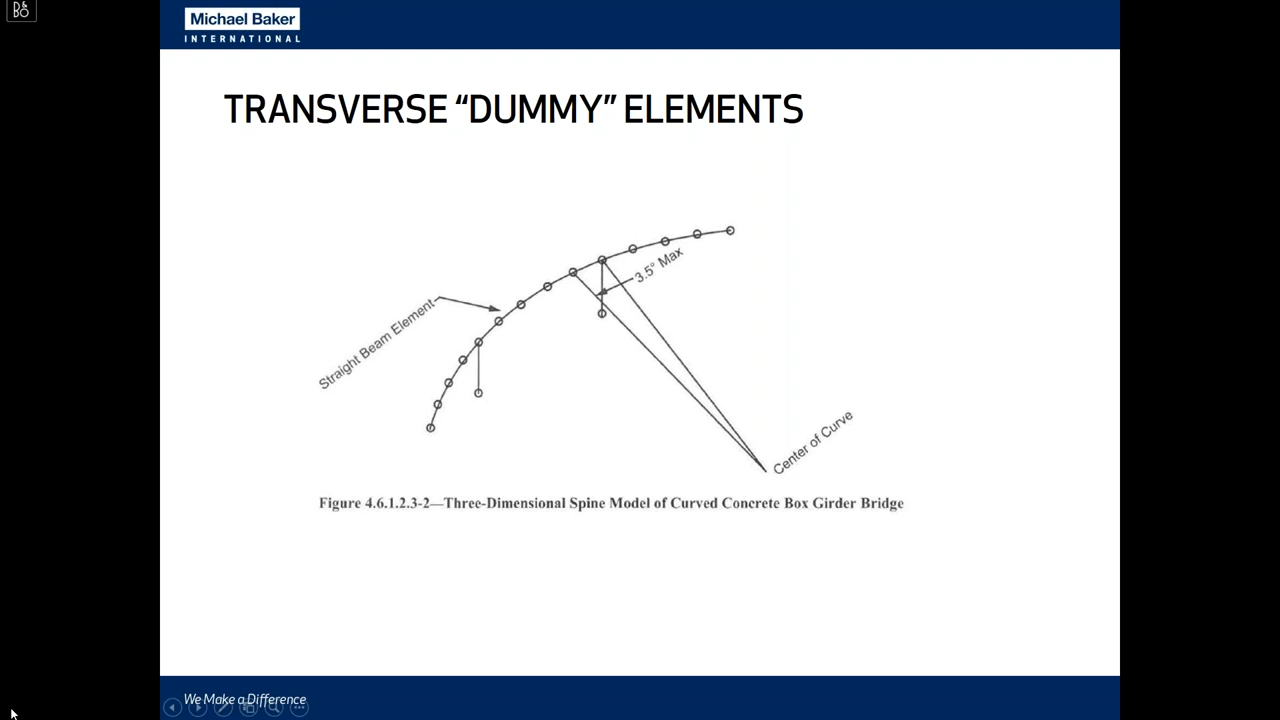 B&O
Michael Baker
INTERNATIONAL
TRANSVERSE “DUMMY” ELEMENTS
3.5° Max
Straight Beam Element
Center of Curve
Figure 4.6.1.2.3-2—Three-Dimensional Spine Model of Curved Concrete Box Girder Bridge
We Make a Difference